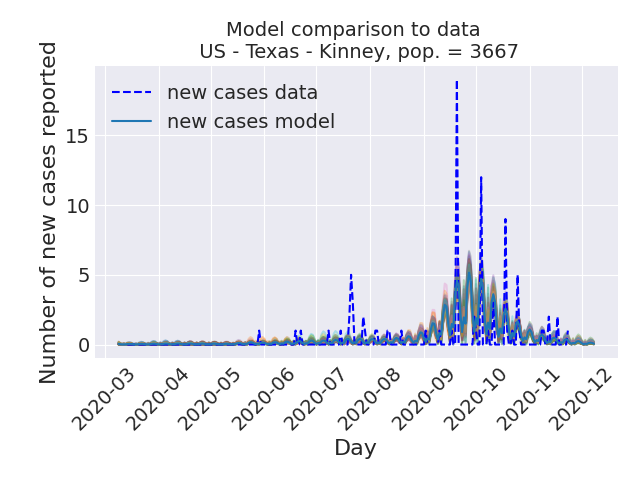 Model comparison to data
US - Texas - Kinney, pop. = 3667
new cases data
new cases model
Number of new cases reported
15
10
5
0
2020-03
2020-04
2020-05
2020-06
2020-07
2020-08
2020-09
2020-10
2020-11
2020-12
Day